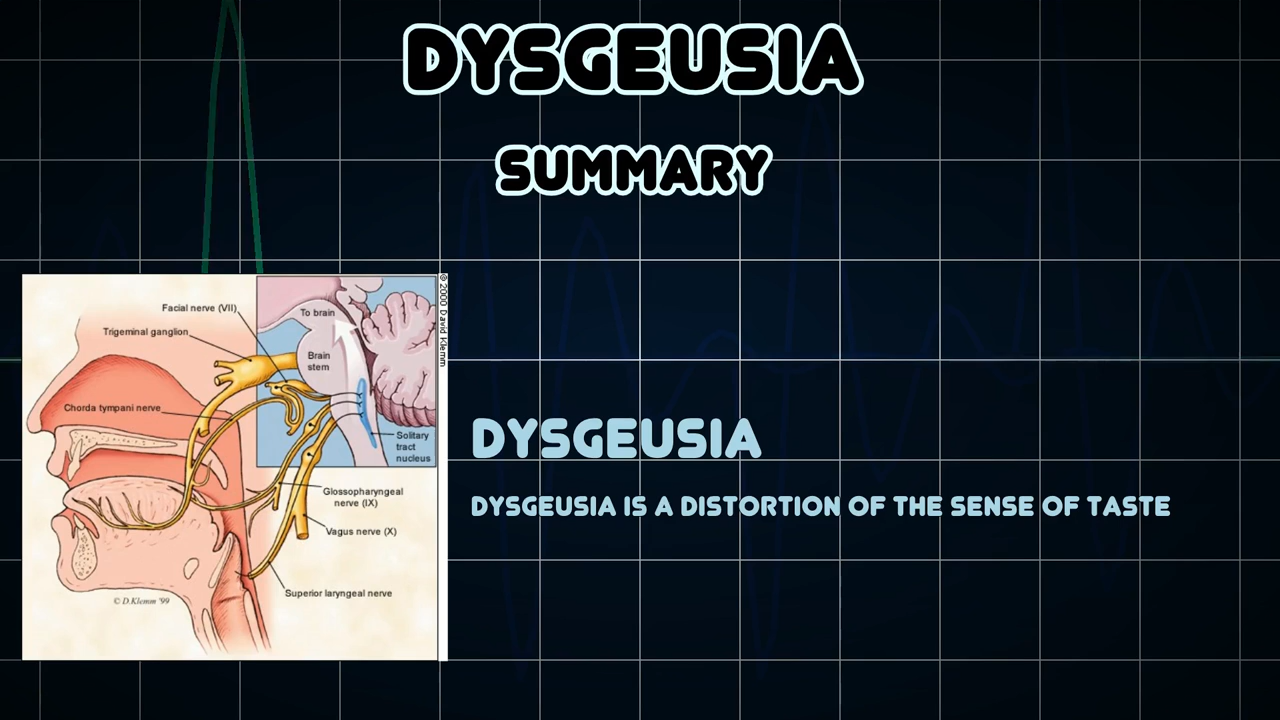 DYSGEUSIA
SUMMARY
© 2000 David Klemm
Facial nerve (VII)
To brain
Trigeminal ganglion
Brain
stem
Chorda tympani nerve
Solitary
tract
nucleus
Glossopharyngeal
nerve (IX)
Vagus nerve (X)
Superior laryngeal nerve
© D.Klemm '99
DYSGEUSIA
DYSGEUSIA IS A DISTORTION OF THE SENSE OF TASTE